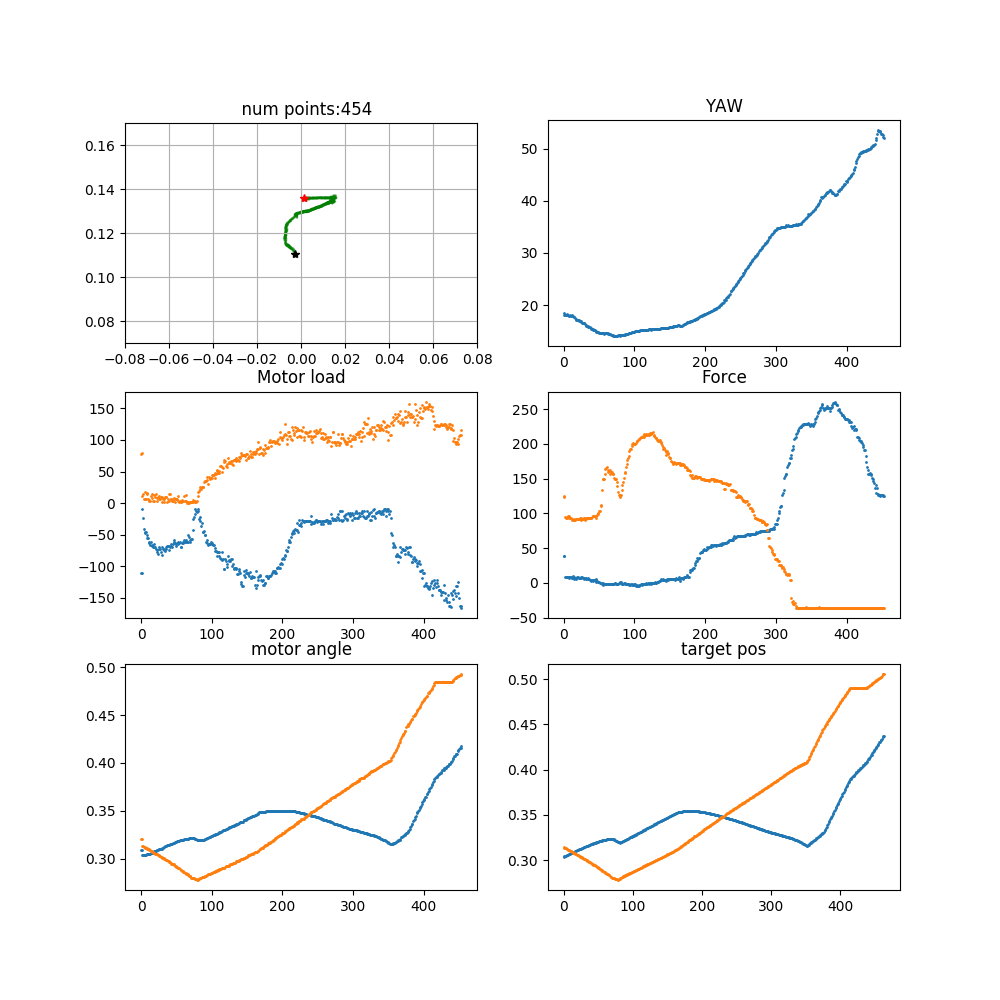 num points:454
YAW
0.16
0.14
0.12
0.10
0.08
−0.08 −0.06 −0.04 −0.02 0.00 0.02 0.04 0.06 0.08
50
40
30
20
0 100 200 300 400
Motor load
Force
150
100
50
0
−50
−100
−150
0 100 200 300 400
250
200
150
100
50
0
−50
0 100 200 300 400
motor angle
target pos
0.50
0.45
0.40
0.35
0.30
0 100 200 300 400
0.50
0.45
0.40
0.35
0.30
0 100 200 300 400